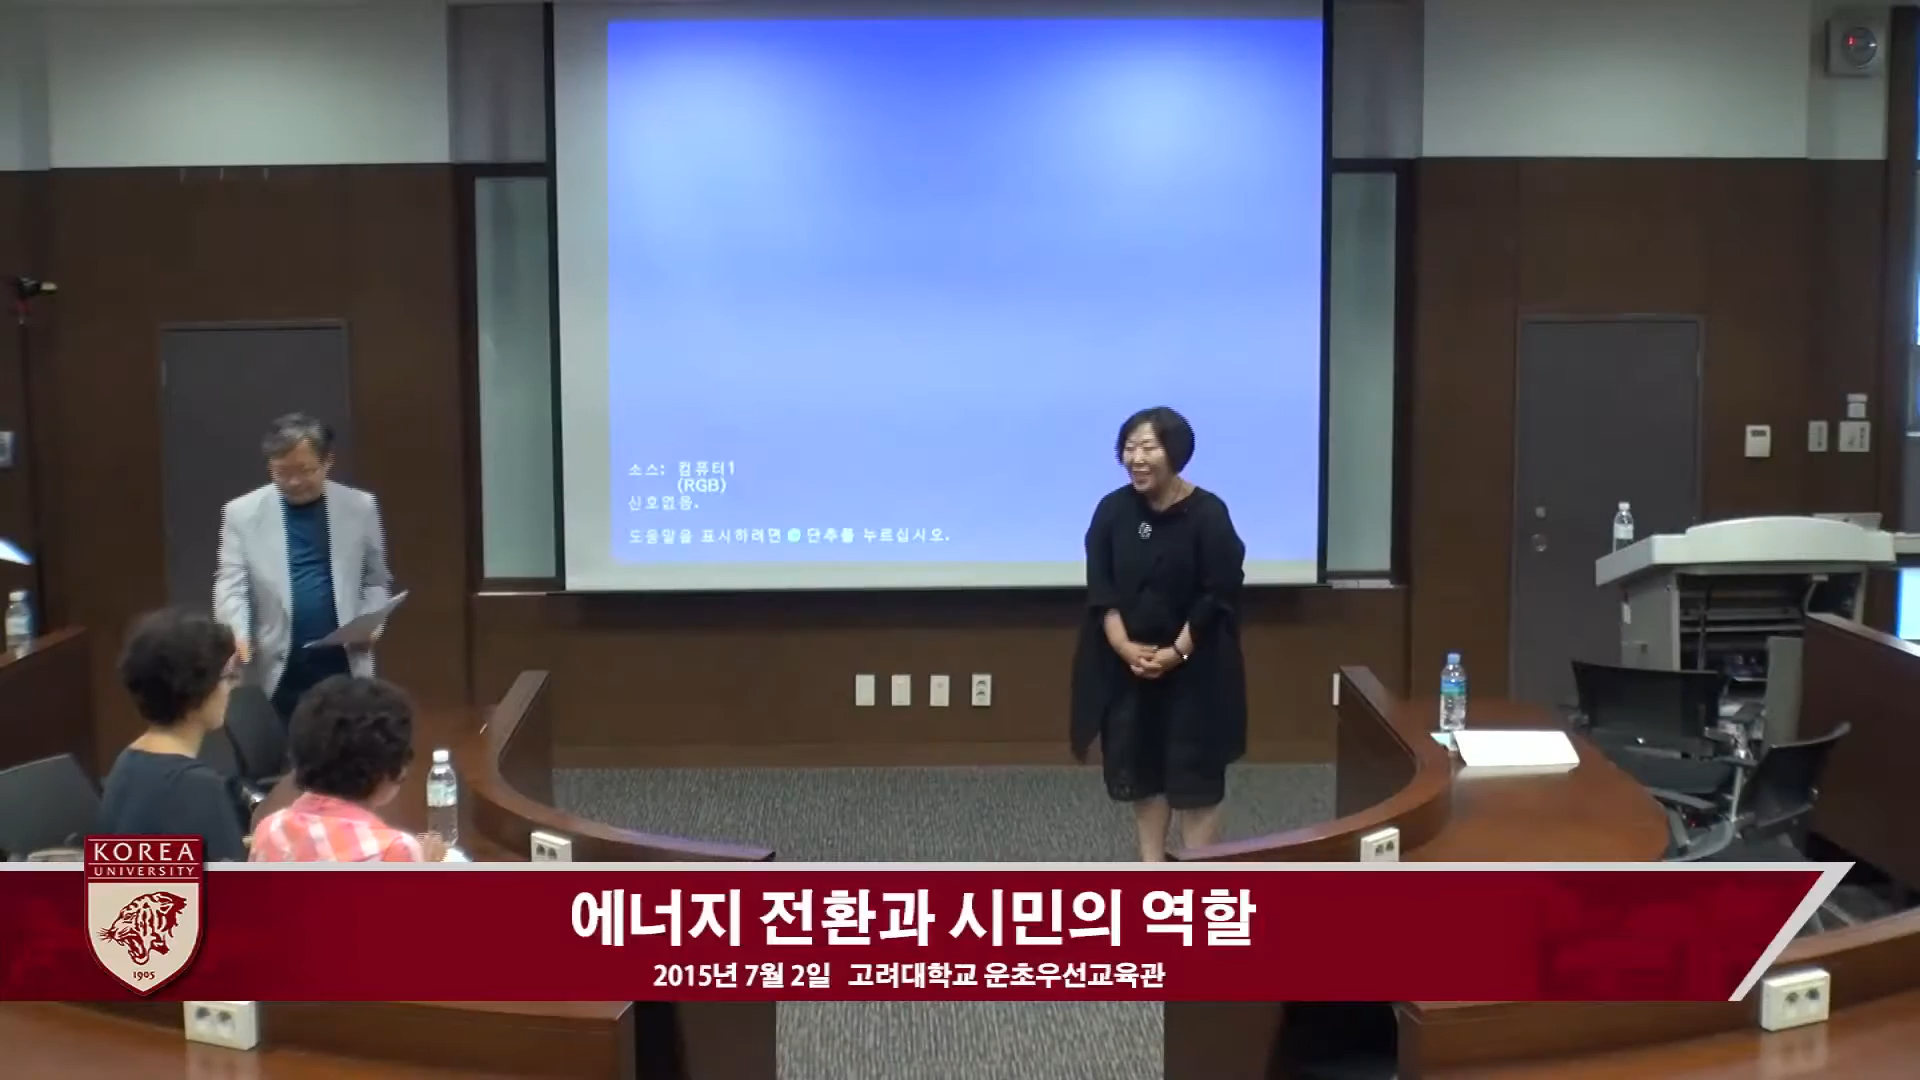 소스: 컴퓨터1
(RGB)
신호없음.
도움말을 표시하려면 단추를 누르십시오.
KOREA
UNIVERSITY
1905
에너지 전환과 시민의 역할
2015년 7월 2일 고려대학교 운초우선교육관